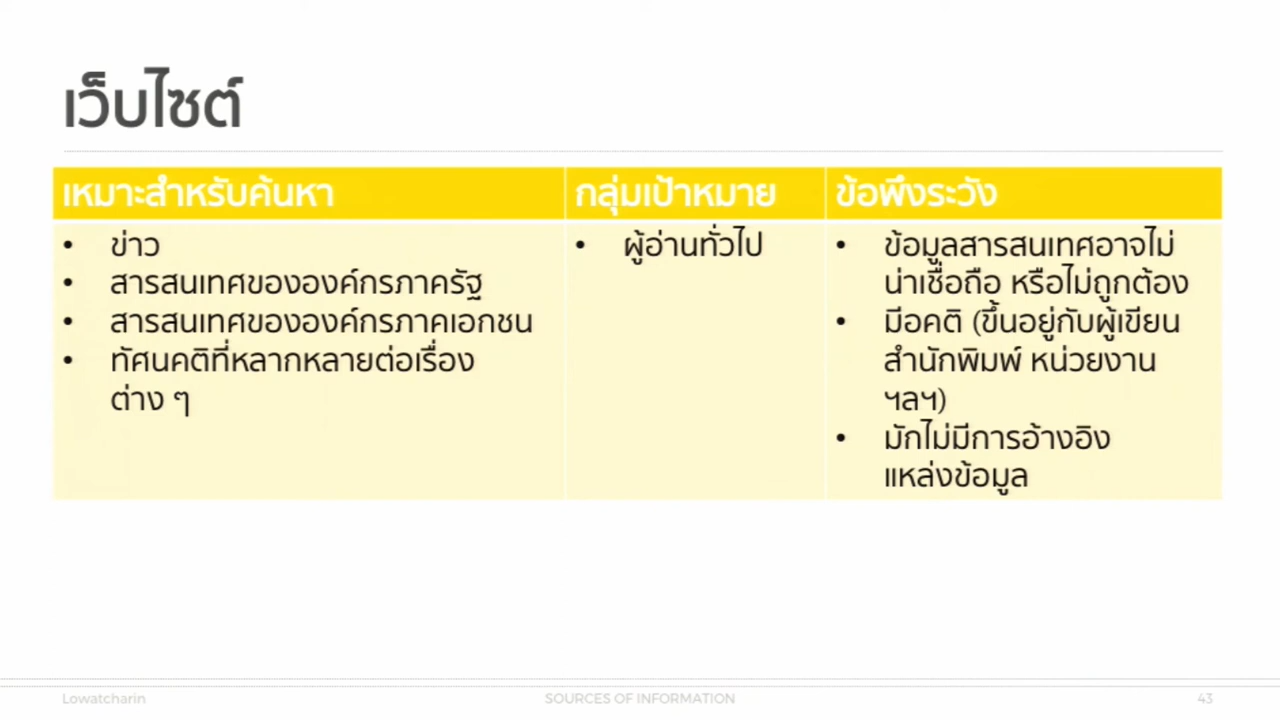 เว็บไซต์
เหมาะสำหรับค้นหา
กลุ่มเป้าหมาย
ข้อพึงระวัง
• ข่าว
• สารสนเทศขององค์กรภาครัฐ
• สารสนเทศขององค์กรภาคเอกชน
• ทัศนคติที่หลากหลายต่อเรื่อง
ต่าง ๆ
• ผู้อ่านทั่วไป
• ข้อมูลสารสนเทศอาจไม่
น่าเชื่อถือ หรือไม่ถูกต้อง
• มีอคติ (ขึ้นอยู่กับผู้เขียน
สำนักพิมพ์ หน่วยงาน
ฯลฯ)
• มักไม่มีการอ้างอิง
แหล่งข้อมูล
Lowatcharin
SOURCES OF INFORMATION
43